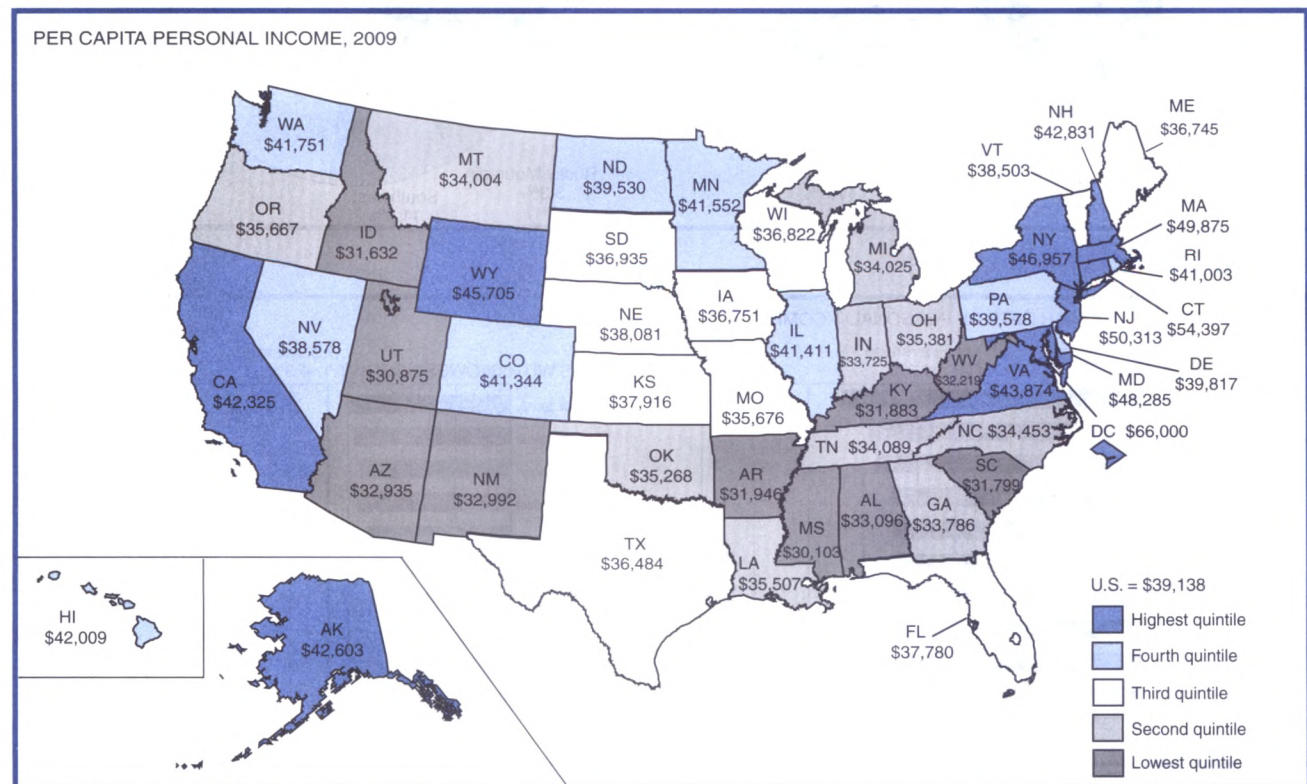 PER CAPITA PERSONAL INCOME, 2009
WA
$41,751
OR
$35,667
CA
$42,325
NV
$38,578
ID
$31,632
MT
$34,004
WY
$45,705
UT
$30,875
AZ
$32,935
CO
$41,344
NM
$32,992
ND
$39,530
SD
$36,935
NE
$38,081
KS
$37,916
OK
$35,268
TX
$36,484
MN
$41,552
IA
$36,751
MO
$35,676
AR
$31,946
LA
$35,507
WI
$36,822
IL
$41,411
MI
$34,025
IN
$33,725
OH
$35,381
KY
$31,883
TN $34,089
MS
$30,103
AL
$33,096
GA
$33,786
FL
$37,780
SC
$31,799
NC $34,453
WV
$32,219
VA
$43,874
PA
$39,578
NY
$46,957
VT
$38,503
NH
$42,831
ME
$36,745
MA
$49,875
RI
$41,003
CT
$54,397
NJ
$50,313
DE
$39,817
MD
$48,285
DC $66,000
HI
$42,009
AK
$42,603
U.S. = $39,138
Highest quintile
Fourth quintile
Third quintile
Second quintile
Lowest quintile